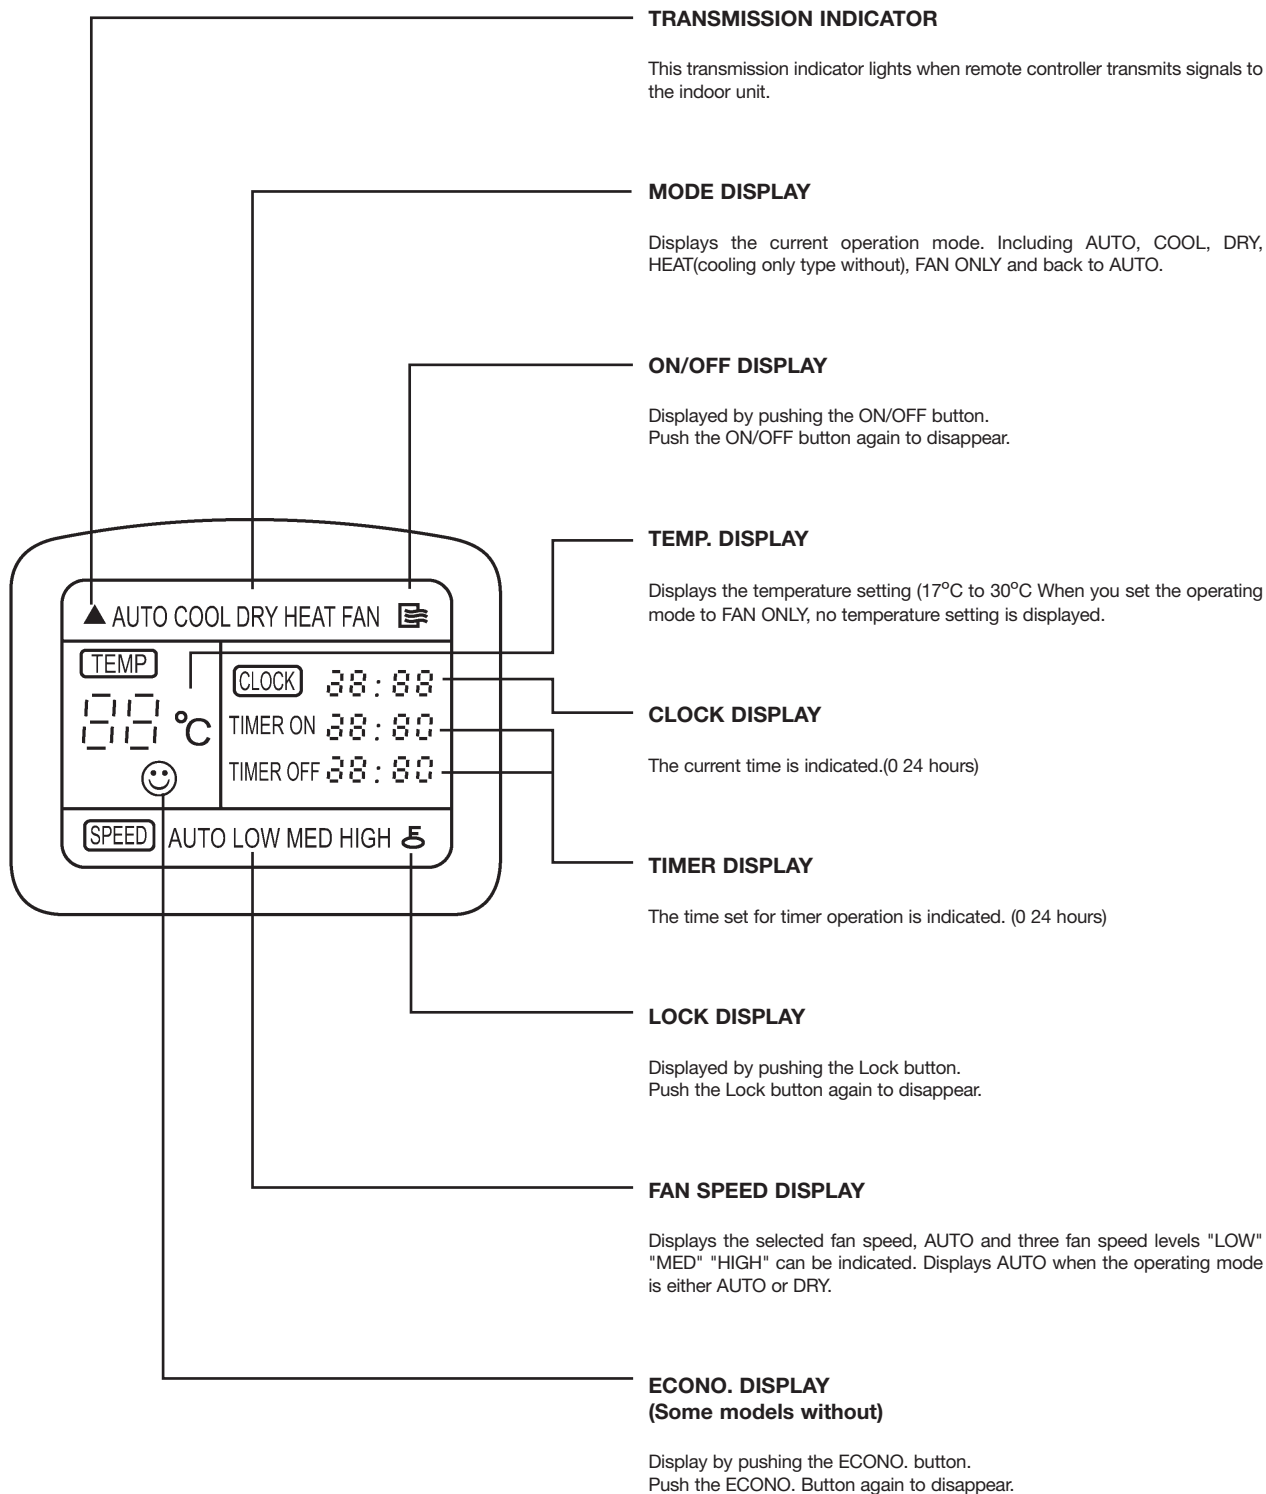 TRANSMISSION INDICATOR
This transmission indicator lights when remote controller transmits signals to
the indoor unit.
MODE DISPLAY
Displays the current operation mode. Including AUTO, COOL, DRY,
HEAT(cooling only type without), FAN ONLY and back to AUTO.
ON/OFF DISPLAY
Displayed by pushing the ON/OFF button.
Push the ON/OFF button again to disappear.
TEMP. DISPLAY
Displays the temperature setting (17°C to 30°C When you set the operating
mode to FAN ONLY, no temperature setting is displayed.
CLOCK DISPLAY
The current time is indicated.(0 24 hours)
TIMER DISPLAY
The time set for timer operation is indicated. (0 24 hours)
LOCK DISPLAY
Displayed by pushing the Lock button.
Push the Lock button again to disappear.
FAN SPEED DISPLAY
Displays the selected fan speed, AUTO and three fan speed levels "LOW"
"MED" "HIGH" can be indicated. Displays AUTO when the operating mode
is either AUTO or DRY.
ECONO. DISPLAY
(Some models without)
Display by pushing the ECONO. button.
Push the ECONO. Button again to disappear.
AUTO COOL DRY HEAT FAN
TEMP
88 °C
CLOCK 28:88
TIMER ON 28:80
TIMER OFF 28:80
SPEED AUTO LOW MED HIGH